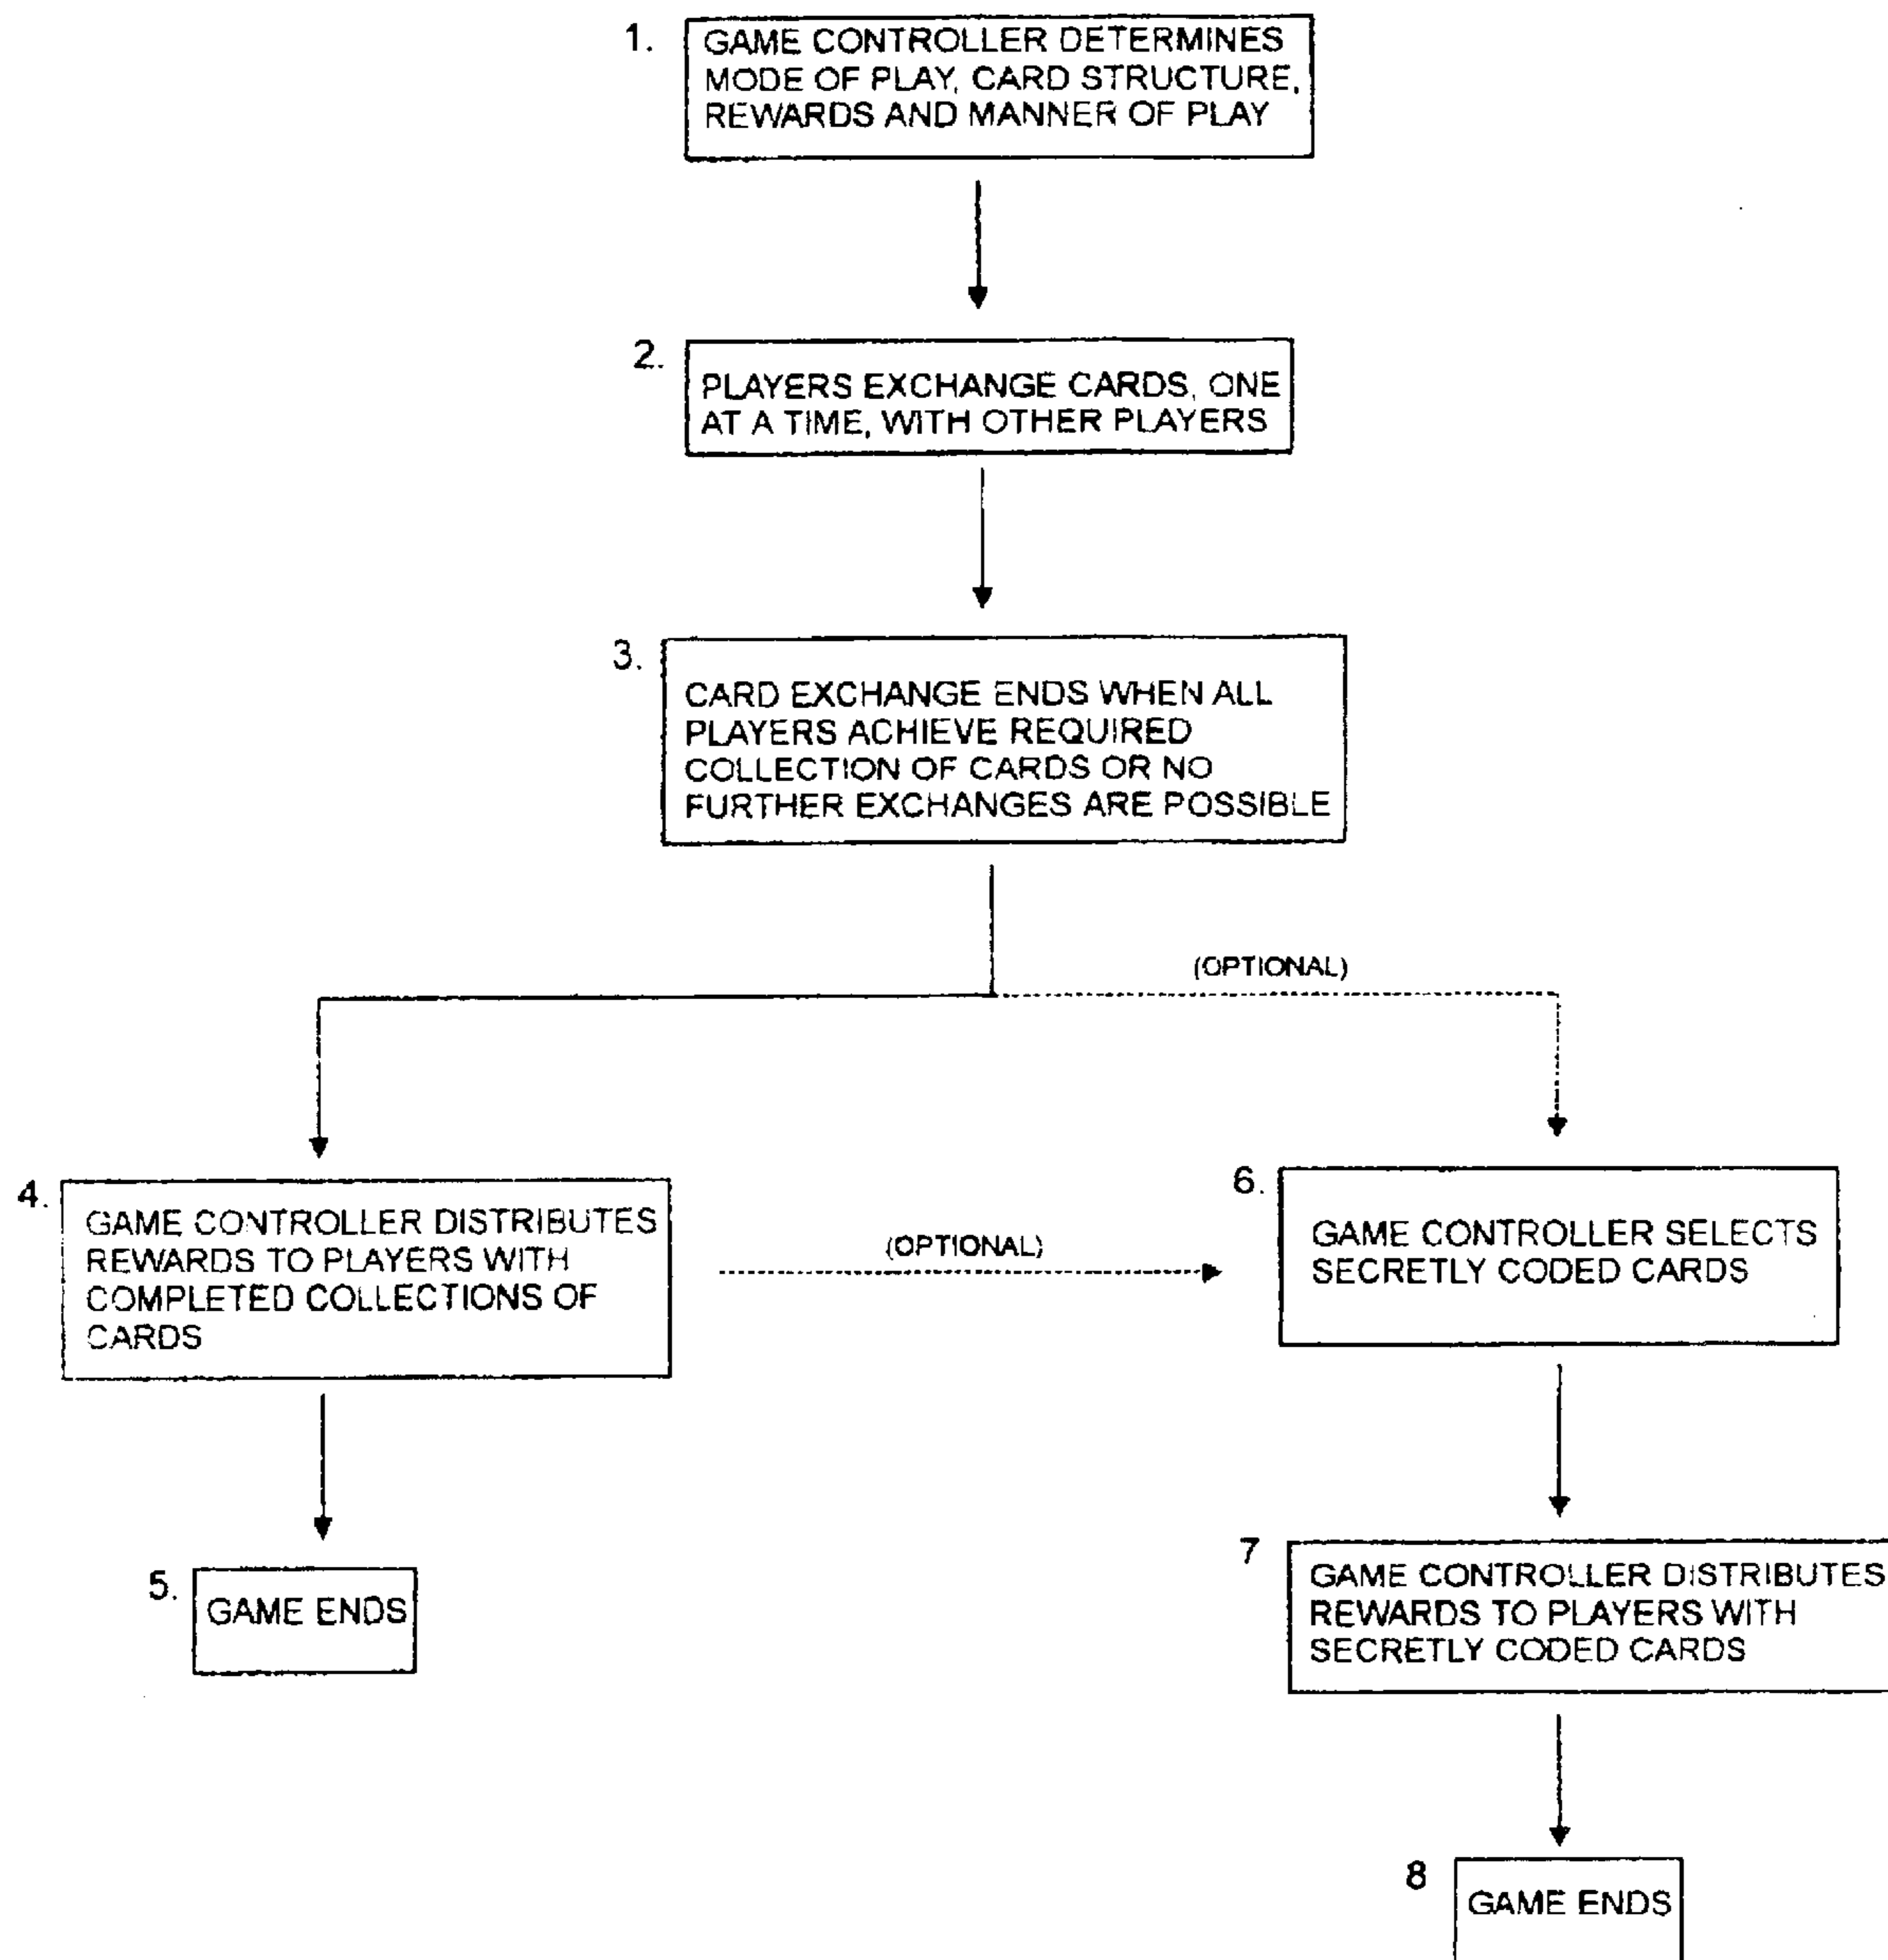 1.
GAME CONTROLLER DETERMINES
MODE OF PLAY, CARD STRUCTURE,
REWARDS AND MANNER OF PLAY
2.
PLAYERS EXCHANGE CARDS, ONE
AT A TIME, WITH OTHER PLAYERS
3.
CARD EXCHANGE ENDS WHEN ALL
PLAYERS ACHIEVE REQUIRED
COLLECTION OF CARDS OR NO
FURTHER EXCHANGES ARE POSSIBLE
(OPTIONAL)
4.
GAME CONTROLLER DISTRIBUTES
REWARDS TO PLAYERS WITH
COMPLETED COLLECTIONS OF
CARDS
(OPTIONAL)
6.
GAME CONTROLLER SELECTS
SECRETLY CODED CARDS
5.
GAME ENDS
7
GAME CONTROLLER DISTRIBUTES
REWARDS TO PLAYERS WITH
SECRETLY CODED CARDS
8
GAME ENDS